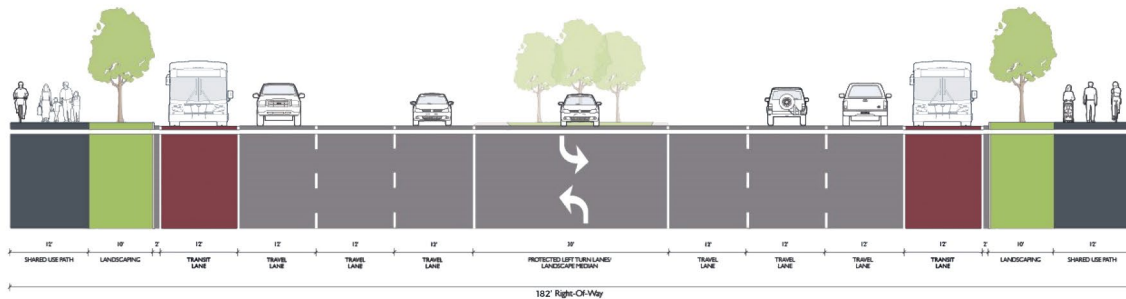 12' 10' 2' 12' 12' 12' 12' 30' 12' 12' 12' 12' 2' 10' 12'
SHARED USE PATH LANDSCAPING TRANSIT TRAVEL TRAVEL TRAVEL PROTECTED LEFT TURN LANES/ TRAVEL TRAVEL TRAVEL TRANSIT LANDSCAPING SHARED USE PATH
LANE LANE LANE LANE LANDSCAPE MEDIAN LANE LANE LANE LANE
182' Right-Of-Way